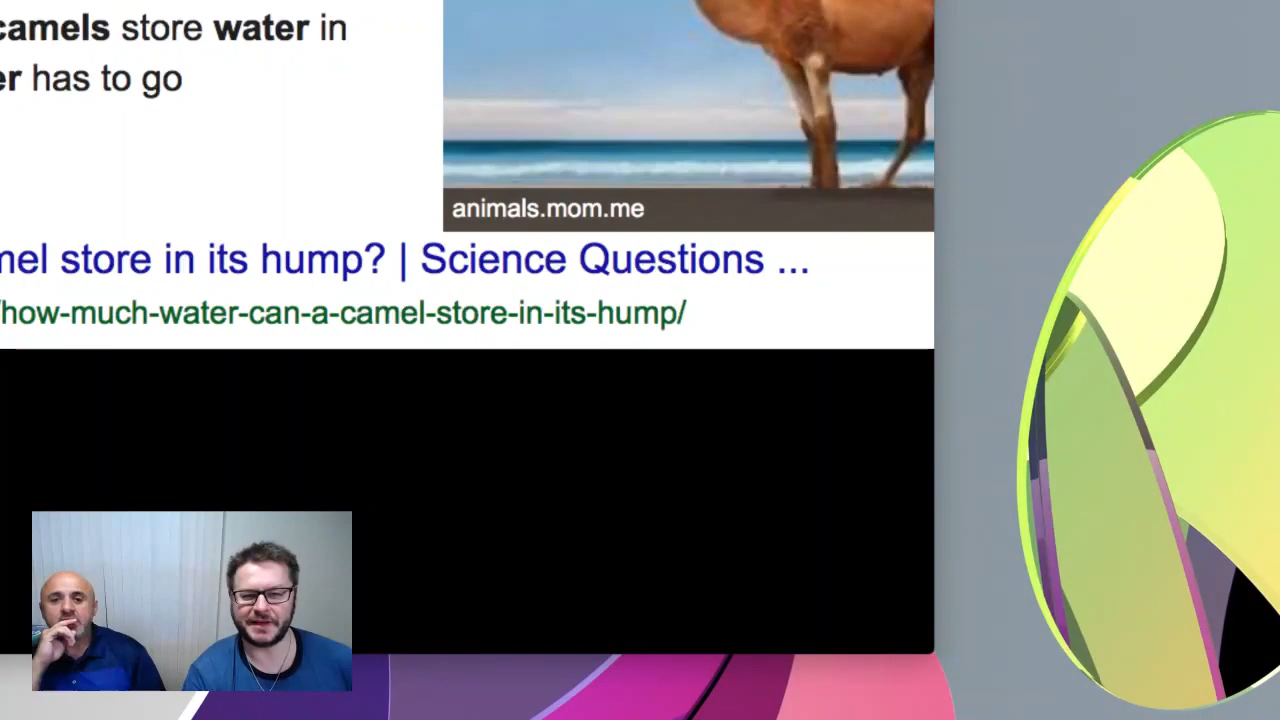 camels store water in
er has to go
animals.mom.me
mel store in its hump? | Science Questions ...
/how-much-water-can-a-camel-store-in-its-hump/